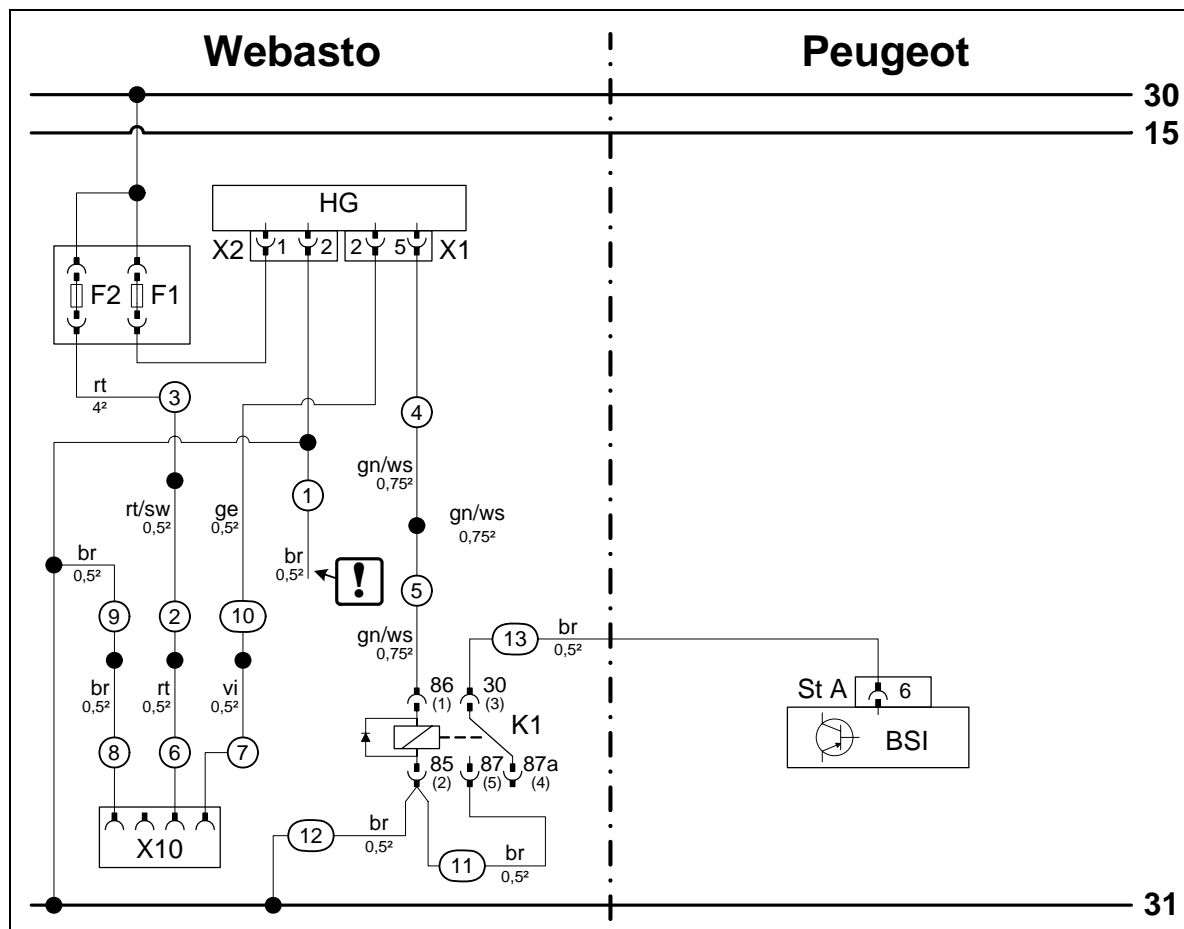 Webasto
Peugeot
30
15
HG
X2 1 2 2 5 X1
F2 F1
rt
4²
3
4
gn/ws
0,75²
rt/sw
0,5²
ge
0,5²
1
gn/ws
0,75²
br
0,5²
br
0,5²
!
5
9
2
10
gn/ws
0,75²
13
br
0,5²
br
0,5²
rt
0,5²
vi
0,5²
86
(1)
30
(3)
St A 6
K1
BSI
8
6
7
85
(2)
87
(5)
87a
(4)
12
br
0,5²
X10
11
br
0,5²
31